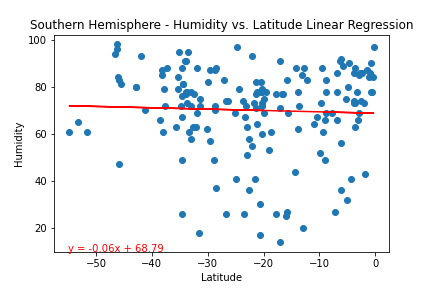 Southern Hemisphere - Humidity vs. Latitude Linear Regression
100
80
60
40
20
Humidity
y = -0.06x + 68.79
−50 −40 −30 −20 −10 0
Latitude